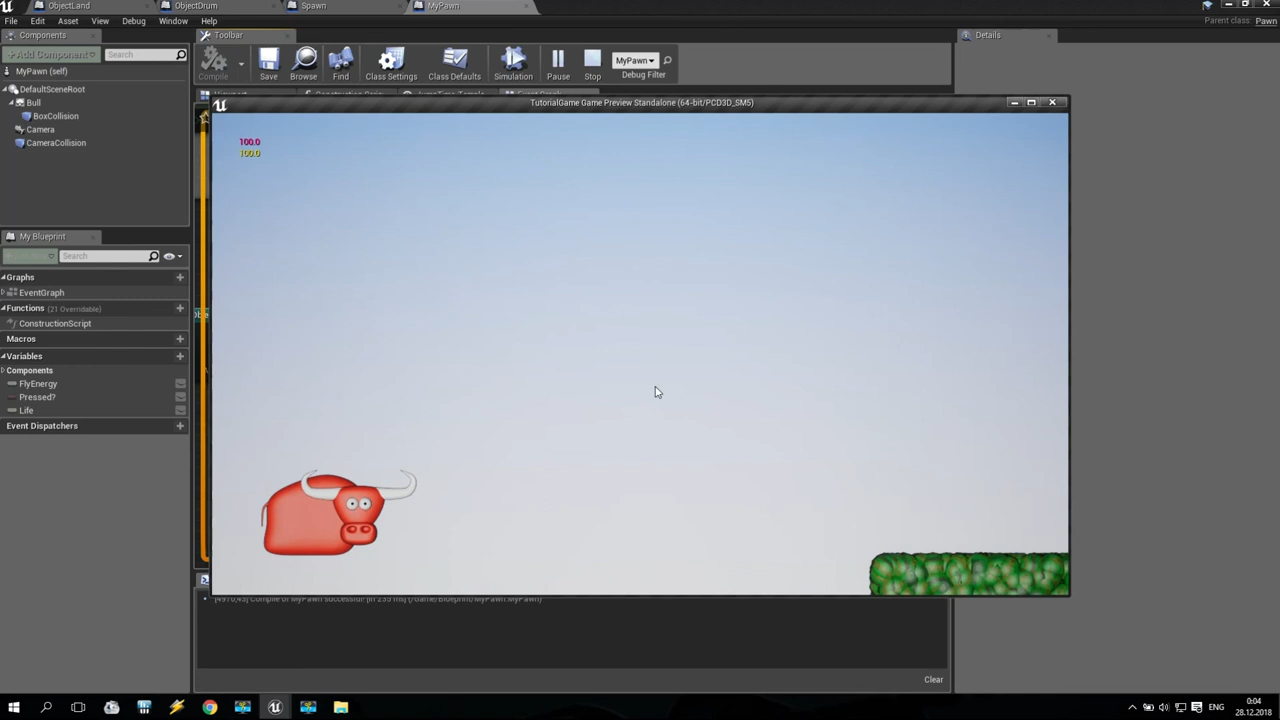 ObjectLand
ObjectDrum
Spawn
MyPawn
File
Edit
Asset
View
Debug
Window
Help
Parent class: Pawn
Components
Toolbar
Details
+Add Component
Search
MyPawn (self)
DefaultSceneRoot
Bull
BoxCollision
Camera
CameraCollision
Compile
Save
Browse
Find
Class Settings
Class Defaults
Simulation
Pause
Stop
MyPawn
Debug Filter
TutorialGame Game Preview Standalone (64-bit/PCD3D_SM5)
100.0
100.0
My Blueprint
Search
Graphs
EventGraph
Functions (21 Overridable)
ConstructionScript
Macros
Variables
Components
FlyEnergy
Pressed?
Life
Event Dispatchers
Clear
ENG
0:04
28.12.2018